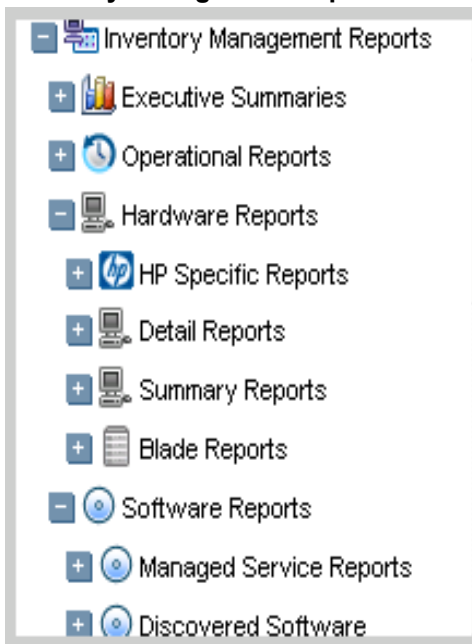 Inventory Management Reports
Executive Summaries
Operational Reports
Hardware Reports
hp HP Specific Reports
Detail Reports
Summary Reports
Blade Reports
Software Reports
Managed Service Reports
Discovered Software